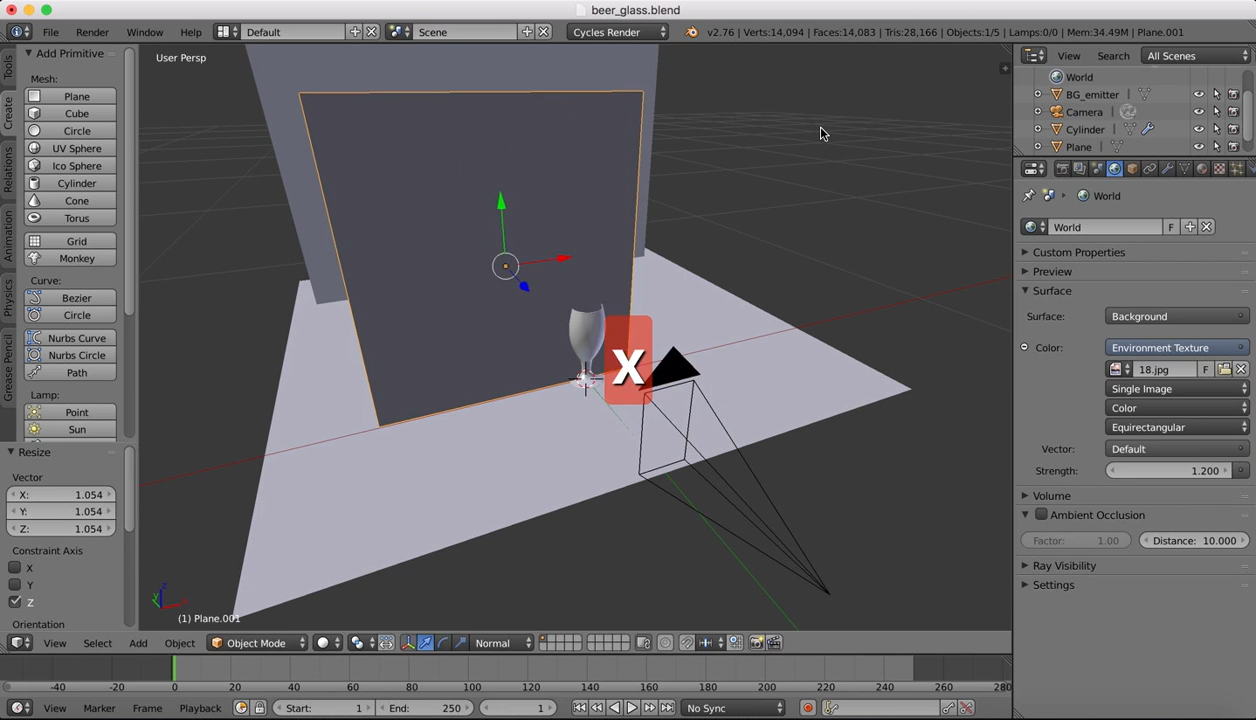 beer_glass.blend
File Render Window Help Default Scene Cycles Render v2.76 | Verts:14,094 | Faces:14,083 | Tris:28,166 | Objects:1/5 | Lamps:0/0 | Mem:34.49M | Plane.001
Tools
Create
Relations
Animation
Physics
Grease Pencil
Add Primitive
Mesh:
Plane
Cube
Circle
UV Sphere
Ico Sphere
Cylinder
Cone
Torus
Grid
Monkey
Curve:
Bezier
Circle
Nurbs Curve
Nurbs Circle
Path
Lamp:
Point
Sun
Resize
Vector
X: 1.054
Y: 1.054
Z: 1.054
Constraint Axis
X
Y
Z
Orientation
User Persp
X
(1) Plane.001
View Select Add Object Object Mode Normal
-40 -20 0 20 40 60 80 100 120 140 160 180 200 220 240 260 280
View Marker Frame Playback Start: 1 End: 250 1 No Sync
View Search All Scenes
World
BG_emitter
Camera
Cylinder
Plane
World
World F
Custom Properties
Preview
Surface
Surface: Background
Color: Environment Texture
18.jpg F
Single Image
Color
Equirectangular
Vector: Default
Strength: 1.200
Volume
Ambient Occlusion
Factor: 1.00 Distance: 10.000
Ray Visibility
Settings